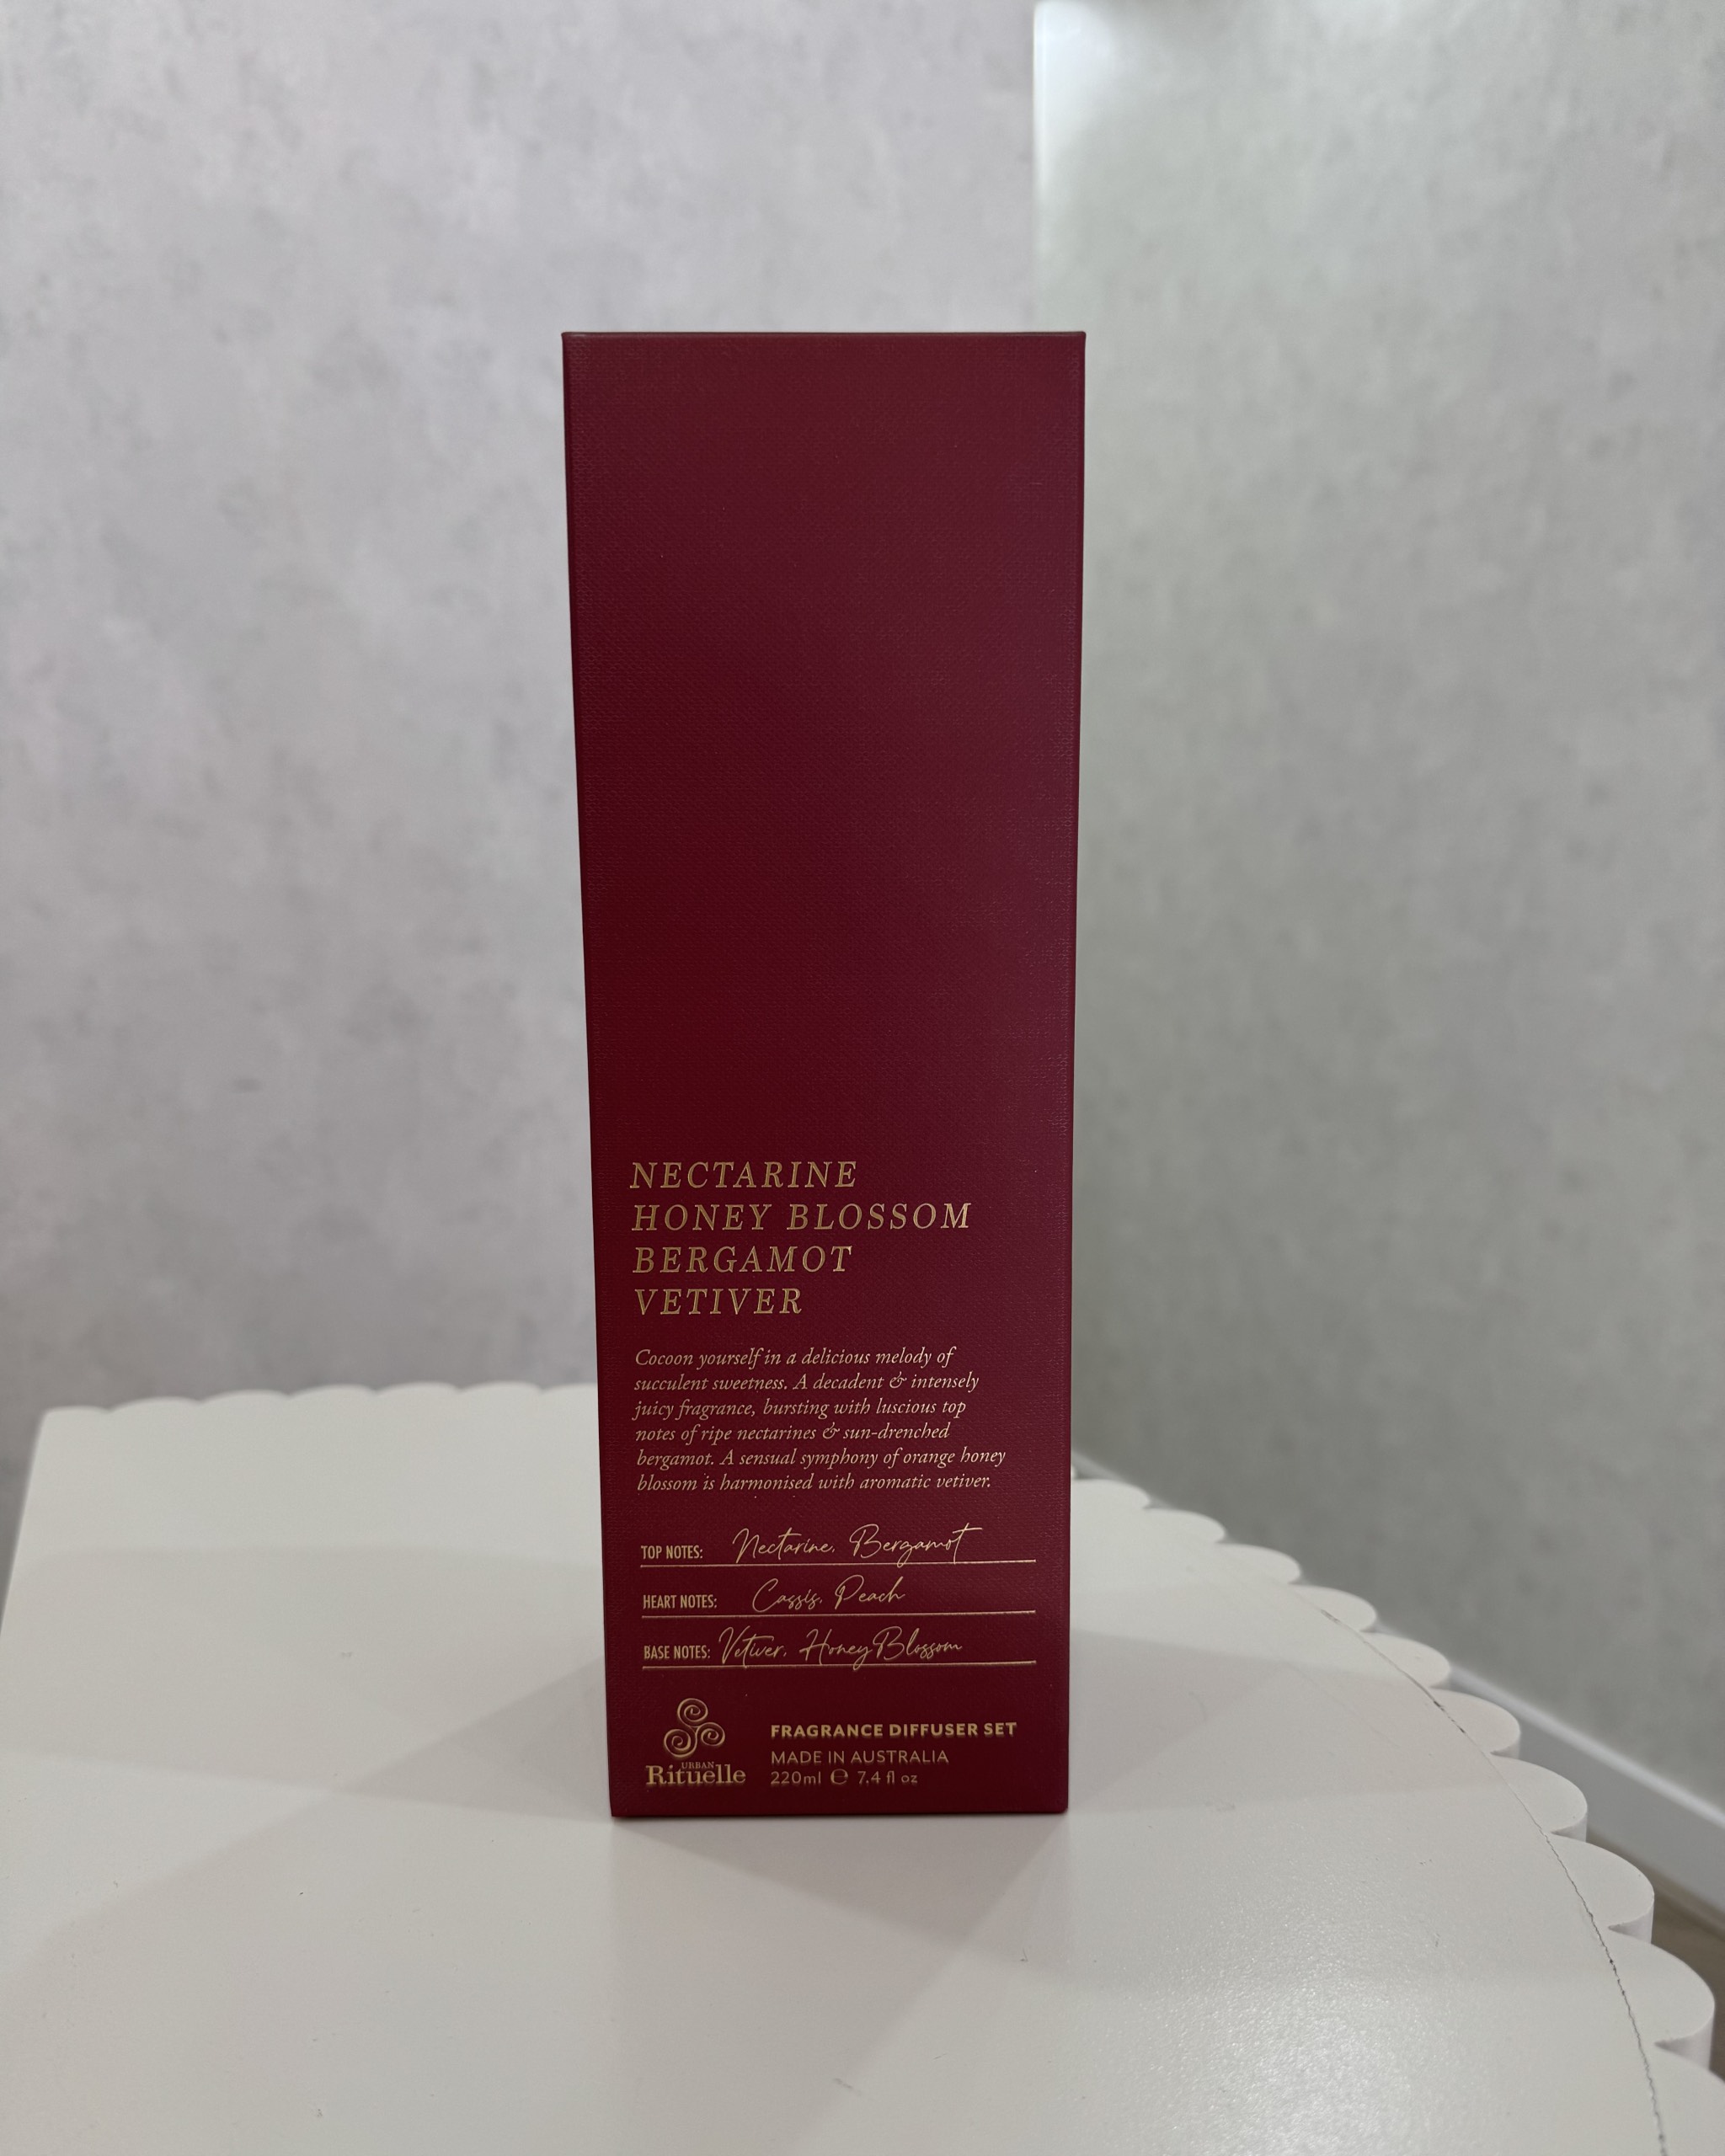 NECTARINE
HONEY BLOSSOM
BERGAMOT
VETIVER
Cocoon yourself in a delicious melody of
succulent sweetness. A decadent & intensely
juicy fragrance, bursting with luscious top
notes of ripe nectarines & sun-drenched
bergamot. A sensual symphony of orange honey
blossom is harmonised with aromatic vetiver.
TOP NOTES: Nectarine, Bergamot
HEART NOTES: Cassis, Peach
BASE NOTES: Vetiver, Honey Blossom
URBAN
Rituelle
FRAGRANCE DIFFUSER SET
MADE IN AUSTRALIA
220ml ℮ 7.4 fl oz